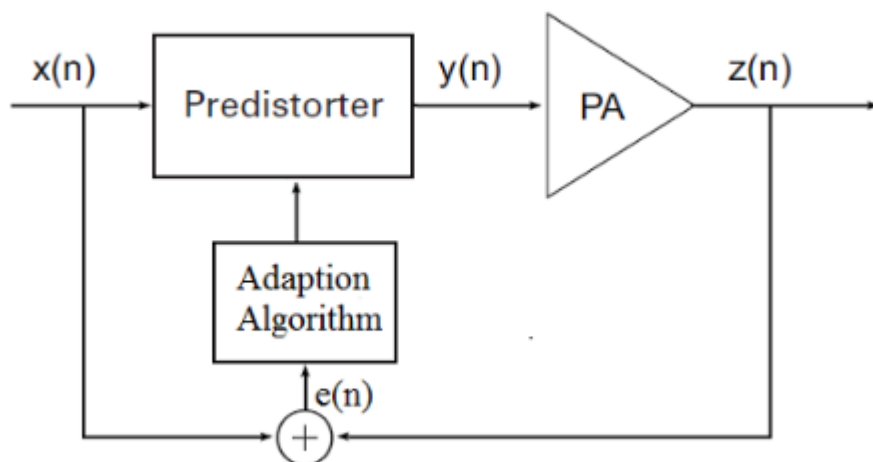 x(n)
Predistorter
y(n)
PA
z(n)
Adaption
Algorithm
e(n)
+